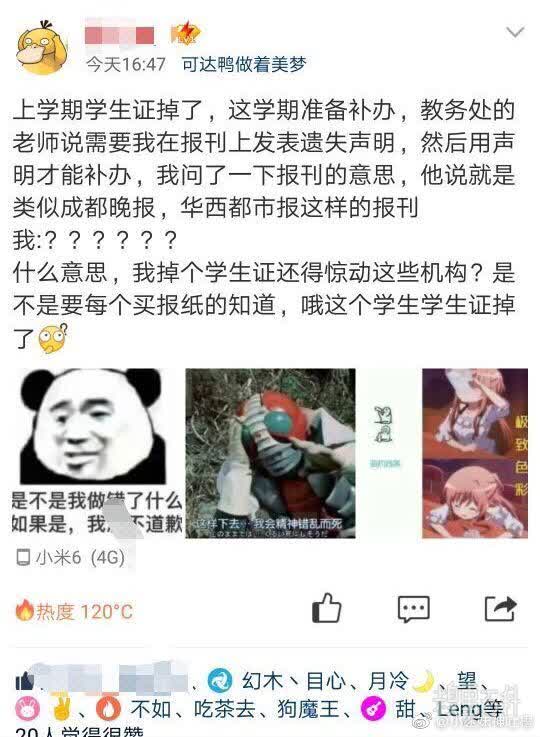 今天16:47 可达鸭做着美梦
上学期学生证掉了，这学期准备补办，教务处的
老师说需要我在报刊上发表遗失声明，然后用声
明才能补办，我问了一下报刊的意思，他说就是
类似成都晚报，华西都市报这样的报刊
我:？？？？？？
什么意思，我掉个学生证还得惊动这些机构？是
不是要每个买报纸的知道，哦这个学生学生证掉
了
是不是我做错了什么
如果是，我 不道歉
这样下去…我会精神错乱而死
极致色彩
小米6 (4G)
热度 120°C
幻木丶目心、月冷🌙、望、
✌、 不如、吃茶去、狗魔王、 甜、Leng等
20人觉得很赞